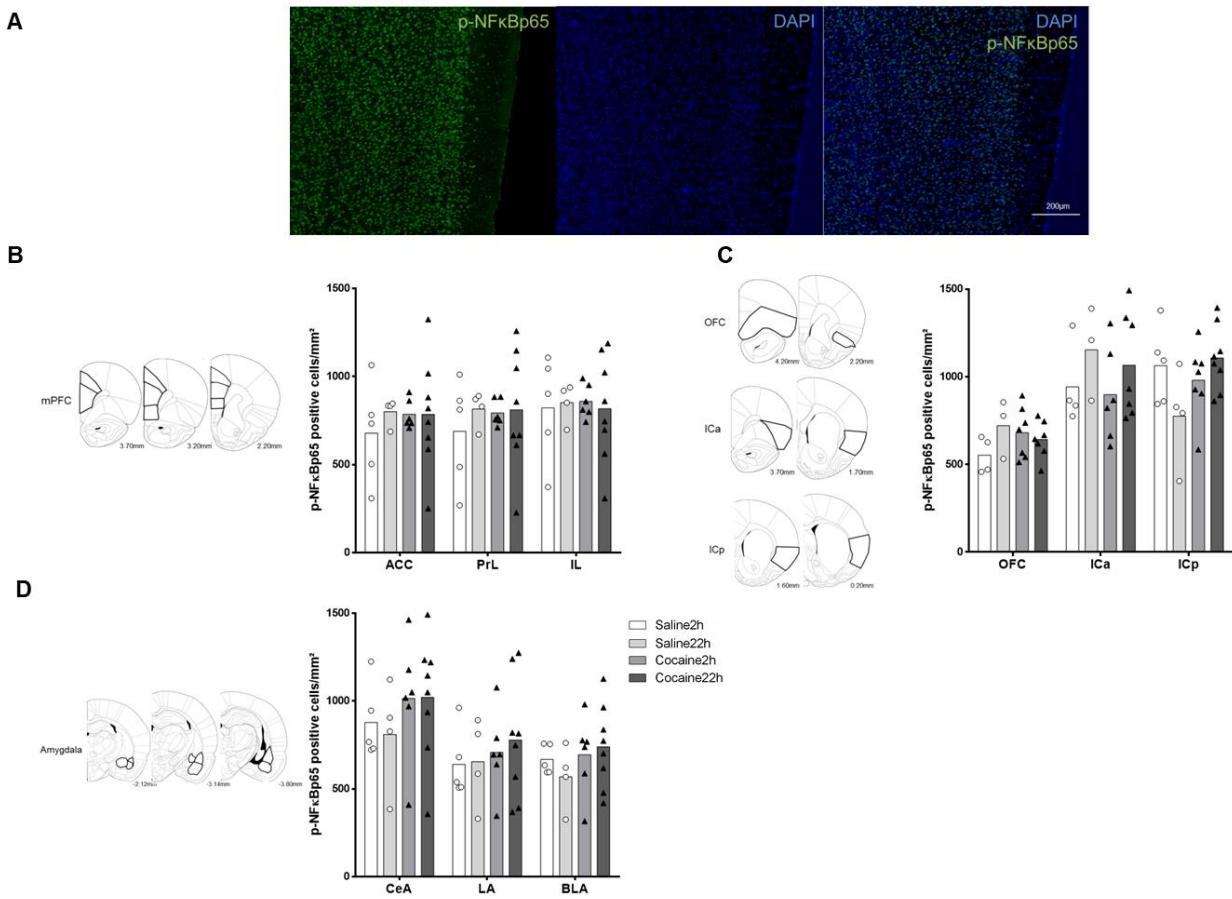 A
p-NFκBp65
DAPI
DAPI
p-NFκBp65
200μm
B
mPFC
3.70mm
3.20mm
2.20mm
p-NFκBp65 positive cells/mm²
1500
1000
500
0
ACC
PrL
IL
C
OFC
4.20mm
2.20mm
ICa
3.70mm
1.70mm
ICp
1.60mm
0.20mm
p-NFκBp65 positive cells/mm²
1500
1000
500
0
OFC
ICa
ICp
D
Amygdala
-2.12mm
-3.14mm
-3.80mm
p-NFκBp65 positive cells/mm²
1500
1000
500
0
CeA
LA
BLA
Saline2h
Saline22h
Cocaine2h
Cocaine22h